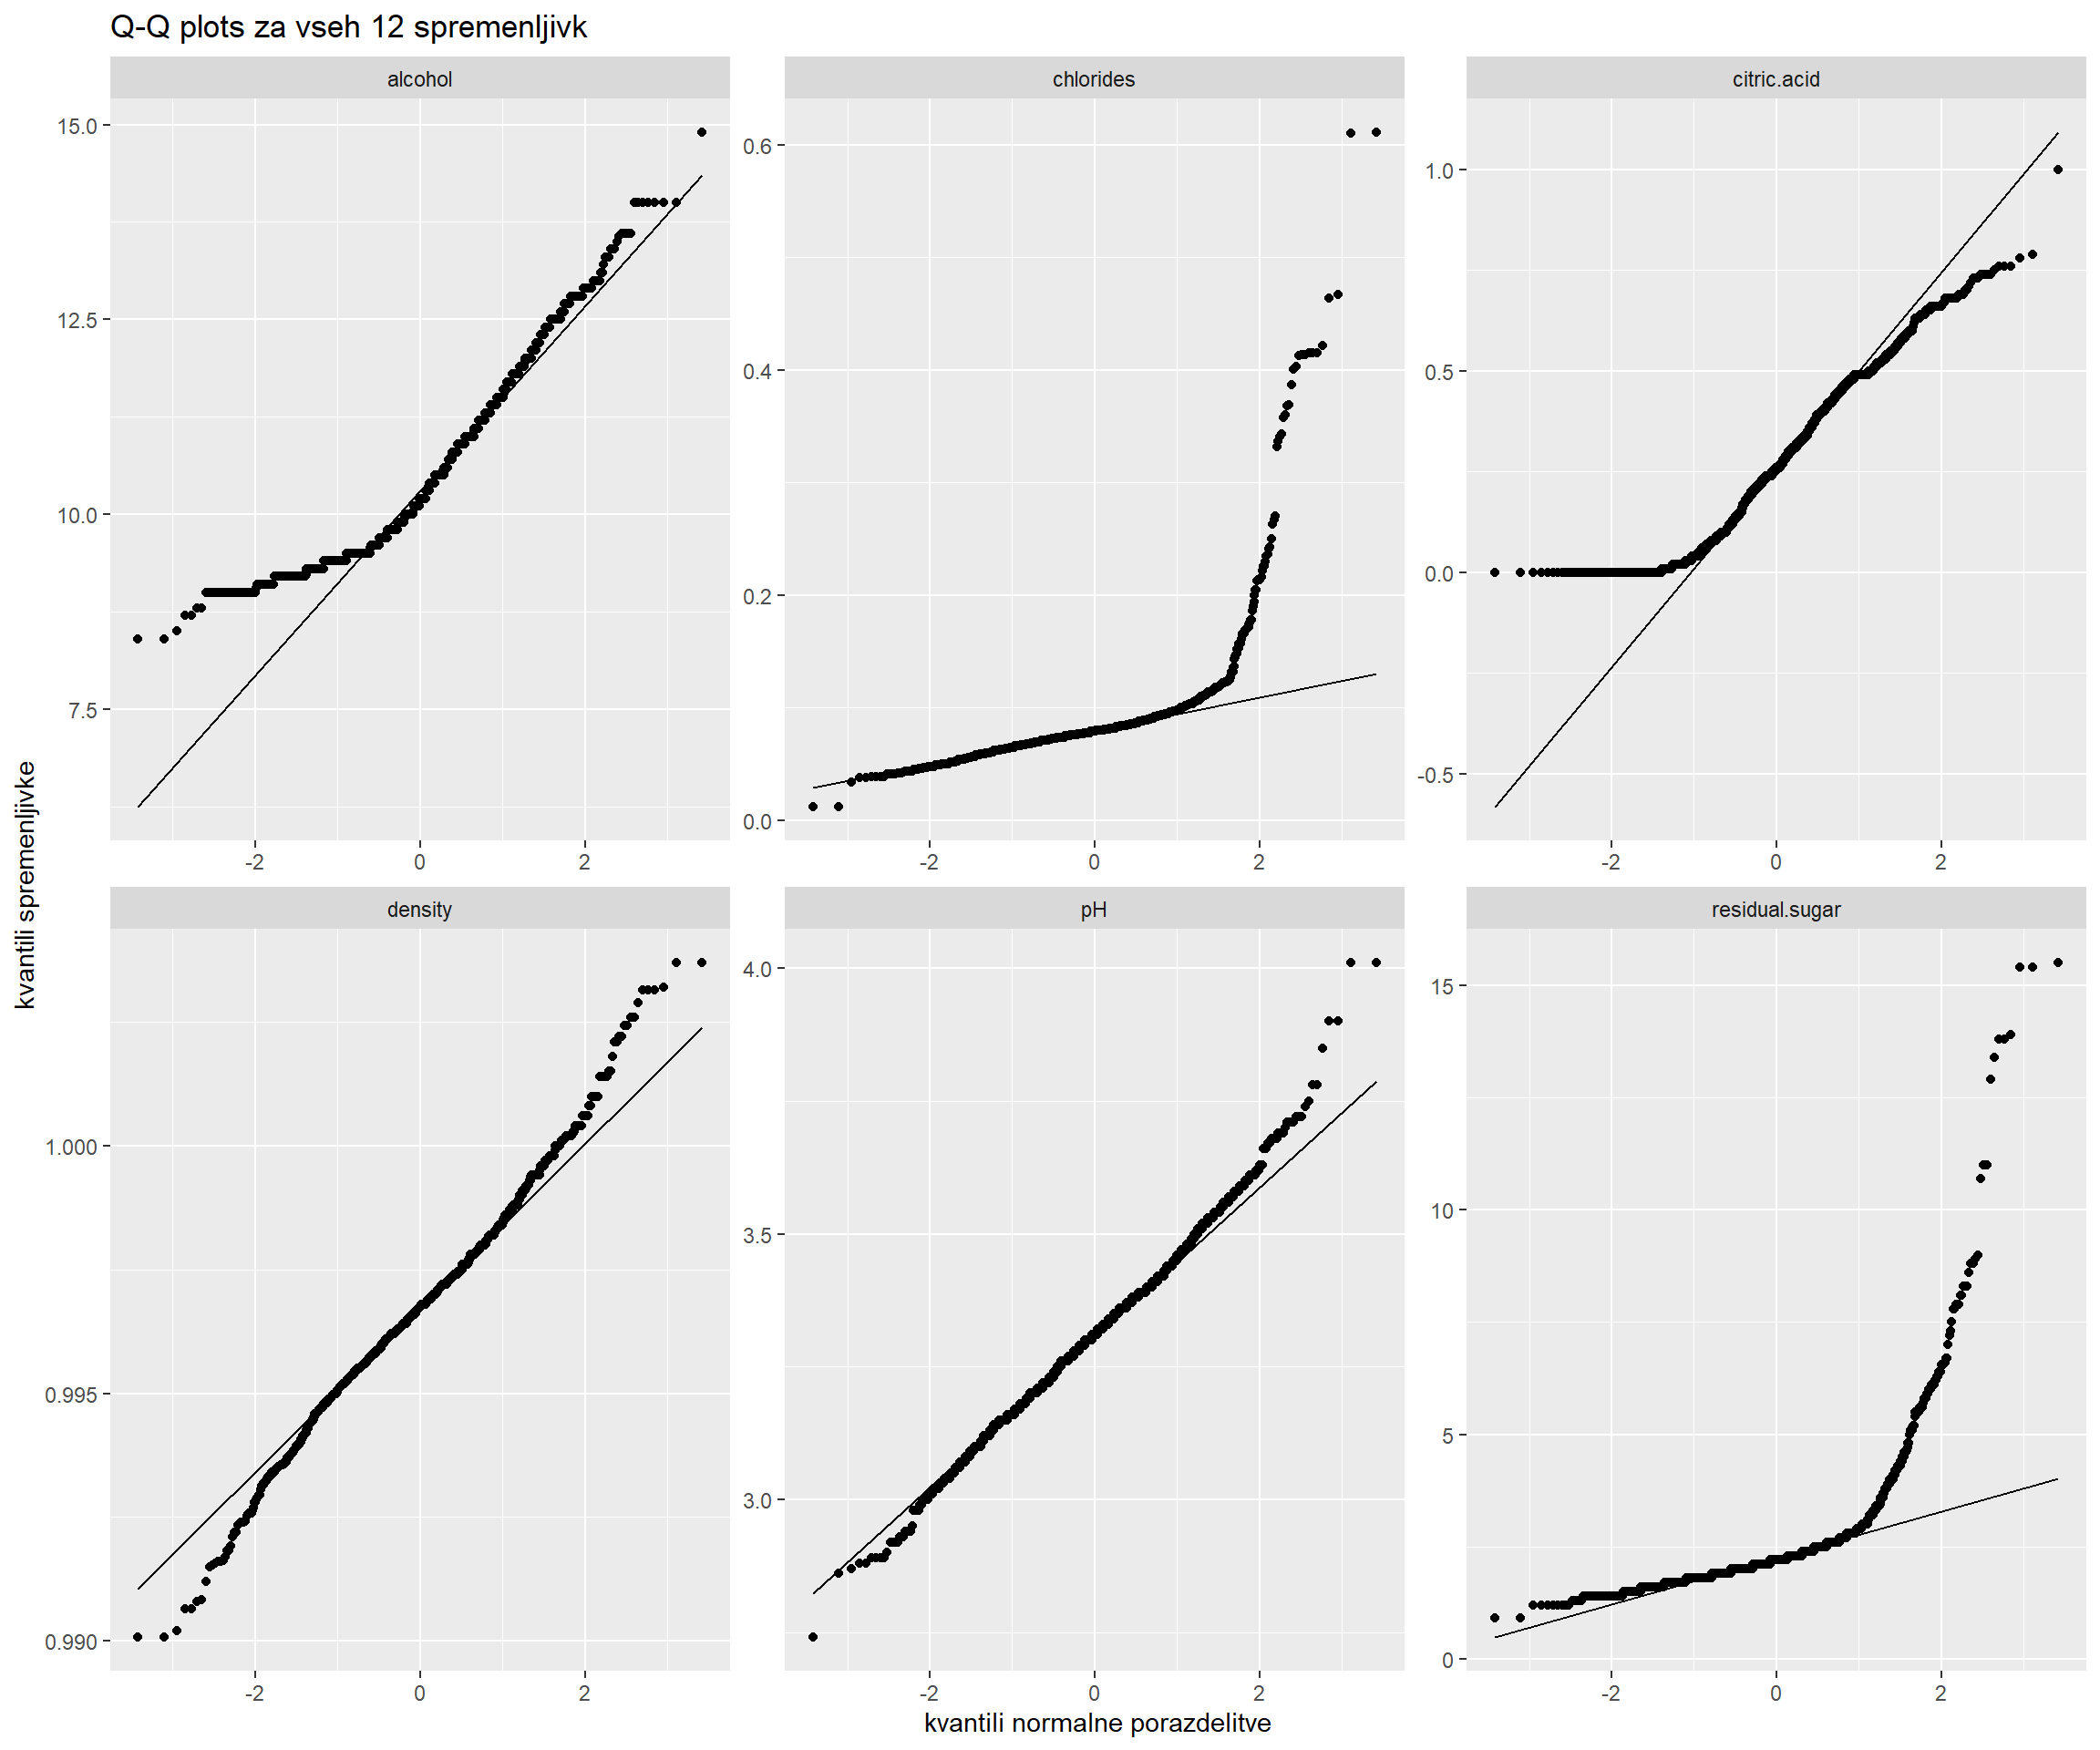 Q-Q plots za vseh 12 spremenljivk
alcohol
chlorides
citric.acid
15.0
12.5
10.0
7.5
0.6
0.4
0.2
0.0
1.0
0.5
0.0
-0.5
-2 0 2
-2 0 2
-2 0 2
kvantili spremenljivke
density
pH
residual.sugar
1.000
0.995
0.990
4.0
3.5
3.0
15
10
5
0
-2 0 2
-2 0 2
-2 0 2
kvantili normalne porazdelitve